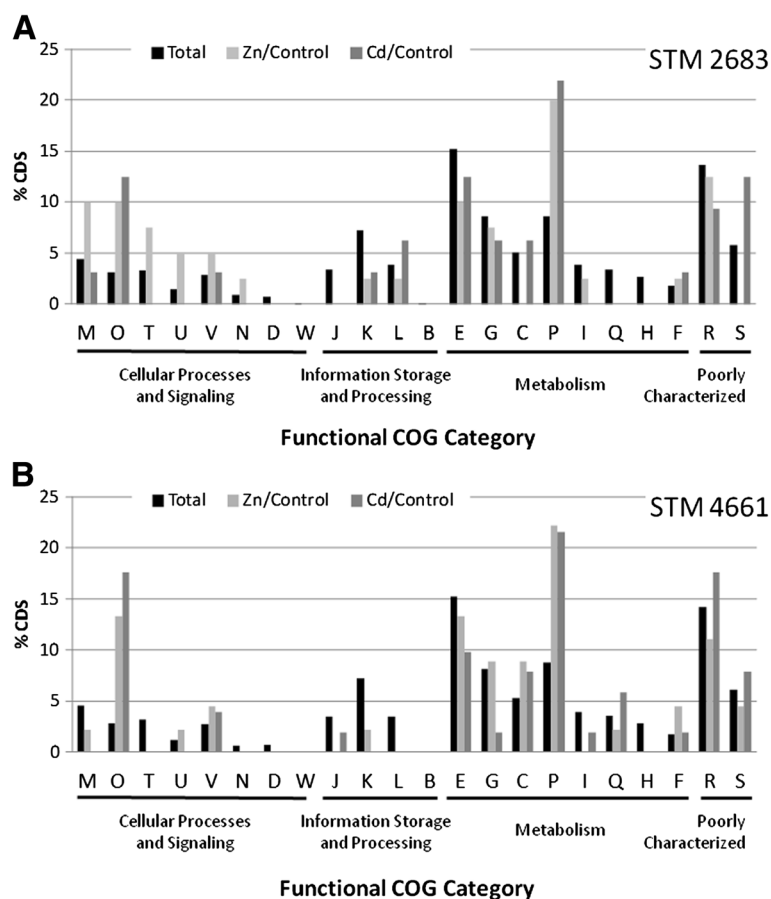 A
25
Total Zn/Control Cd/Control
STM 2683
20
15
% CDS
10
5
0
M O T U V N D W J K L B E G C P I Q H F R S
Cellular Processes
and Signaling
Information Storage
and Processing
Metabolism
Poorly
Characterized
Functional COG Category
B
25
Total Zn/Control Cd/Control
STM 4661
20
15
% CDS
10
5
0
M O T U V N D W J K L B E G C P I Q H F R S
Cellular Processes
and Signaling
Information Storage
and Processing
Metabolism
Poorly
Characterized
Functional COG Category